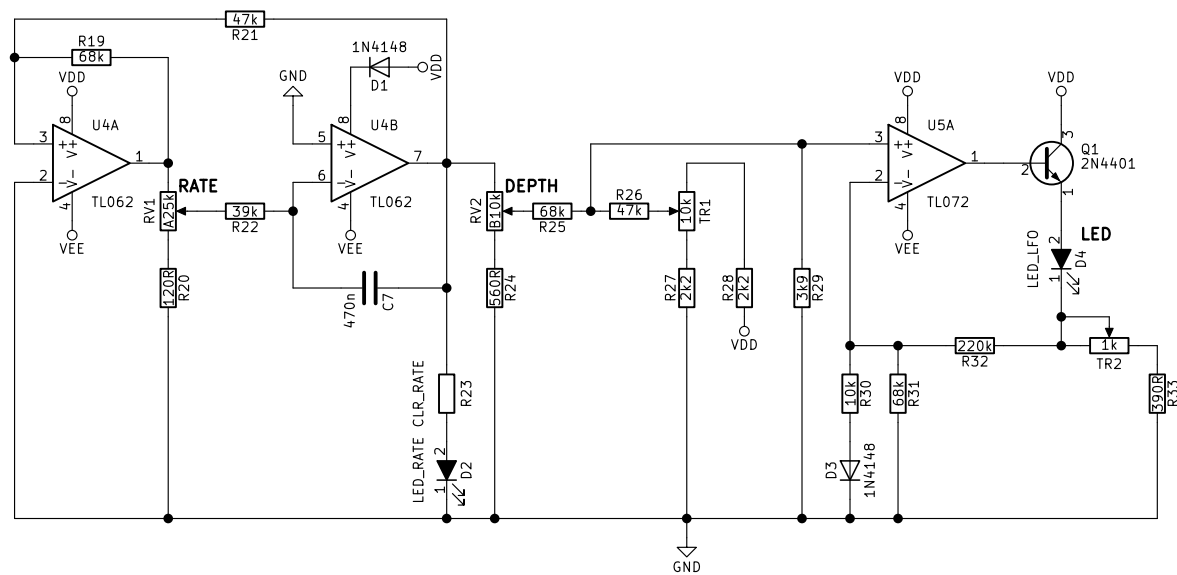 47k
R21
R19
68k
VDD
8
3
U4A
1
2
4
TL062
VEE
RATE
RV1
A25k
39k
R22
120R
R20
GND
1N4148
D1
VDD
8
5
U4B
7
6
4
TL062
VEE
470n
C7
DEPTH
RV2
B10k
68k
R25
560R
R24
R26
47k
10k
TR1
R27
2k2
R28
2k2
VDD
3k9
R29
CLR_RATE
R23
LED_RATE
2
1
D2
GND
VDD
8
3
U5A
1
2
4
TL072
VEE
VDD
3
Q1
2N4401
2
1
LED
LED_LFO
2
1
D4
220k
R32
1k
TR2
390R
R33
10k
R30
68k
R31
D3
1N4148
V+
V-
V+
V-
V+
V-